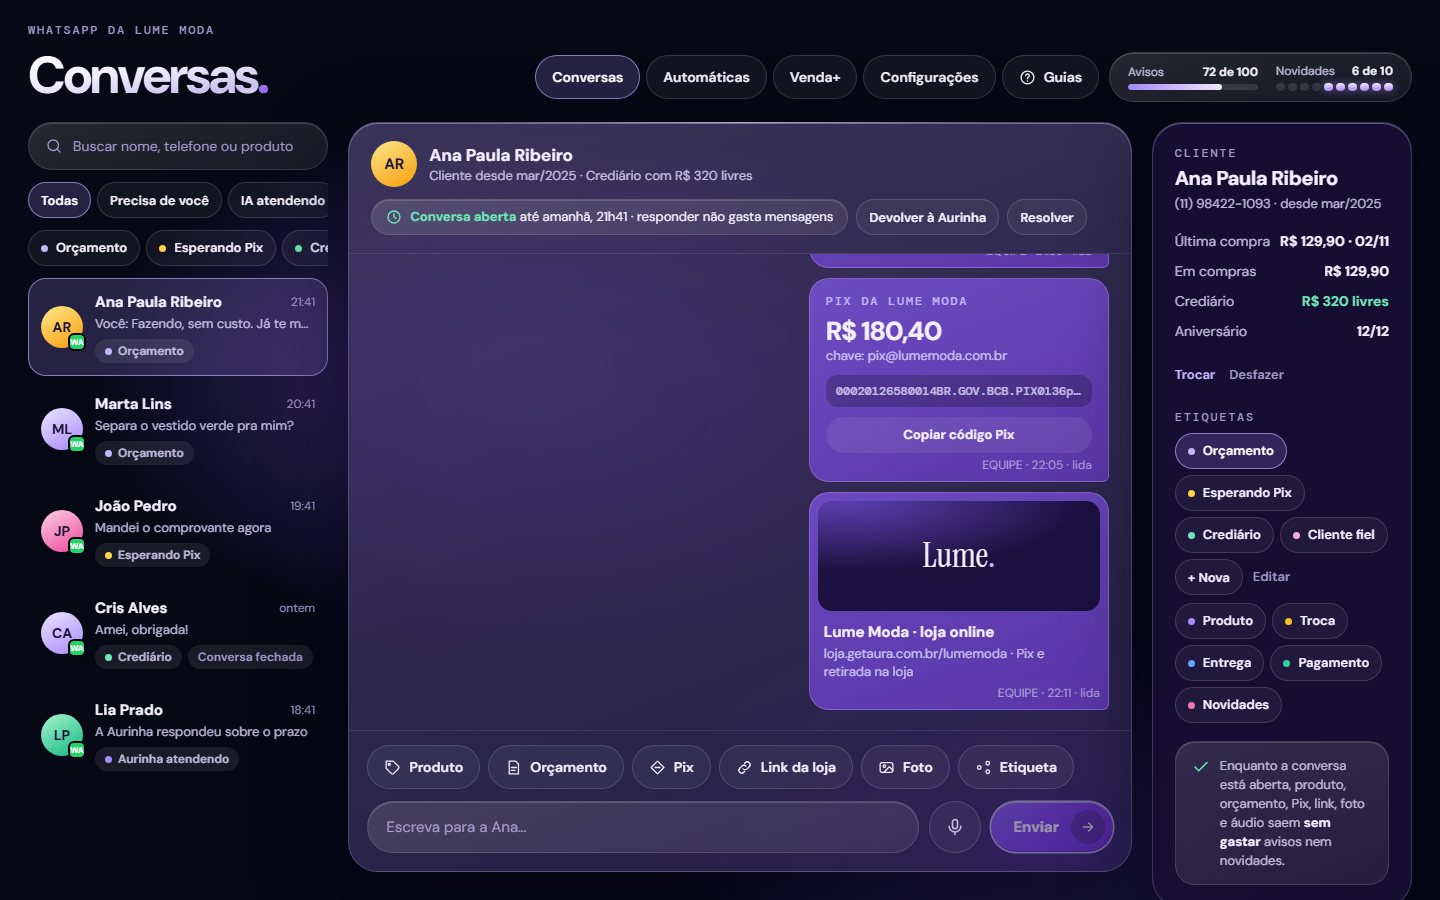 WHATSAPP DA LUME MODA
Conversas.
Conversas
Automáticas
Venda+
Configurações
Guias
Avisos 72 de 100
Novidades 6 de 10
Buscar nome, telefone ou produto
Todas
Precisa de você
IA atendendo
Orçamento
Esperando Pix
Ana Paula Ribeiro 21:41
AR
WA
Você: Fazendo, sem custo. Já te m…
Orçamento
Marta Lins 20:41
ML
WA
Separa o vestido verde pra mim?
Orçamento
João Pedro 19:41
JP
WA
Mandei o comprovante agora
Esperando Pix
Cris Alves ontem
CA
WA
Amei, obrigada!
Crediário
Conversa fechada
Lia Prado 18:41
LP
WA
A Aurinha respondeu sobre o prazo
Aurinha atendendo
AR
Ana Paula Ribeiro
Cliente desde mar/2025 · Crediário com R$ 320 livres
Conversa aberta até amanhã, 21h41 · responder não gasta mensagens
Devolver à Aurinha
Resolver
PIX DA LUME MODA
R$ 180,40
chave: pix@lumemoda.com.br
00020126580014BR.GOV.BCB.PIX0136p…
Copiar código Pix
EQUIPE · 22:05 · lida
Lume.
Lume Moda · loja online
loja.getaura.com.br/lumemoda · Pix e
retirada na loja
EQUIPE · 22:11 · lida
Produto
Orçamento
Pix
Link da loja
Foto
Etiqueta
Escreva para a Ana…
Enviar
CLIENTE
Ana Paula Ribeiro
(11) 98422-1093 · desde mar/2025
Última compra R$ 129,90 · 02/11
Em compras R$ 129,90
Crediário R$ 320 livres
Aniversário 12/12
Trocar Desfazer
ETIQUETAS
Orçamento
Esperando Pix
Crediário
Cliente fiel
+ Nova
Editar
Produto
Troca
Entrega
Pagamento
Novidades
Enquanto a conversa
está aberta, produto,
orçamento, Pix, link, foto
e áudio saem sem
gastar avisos nem
novidades.